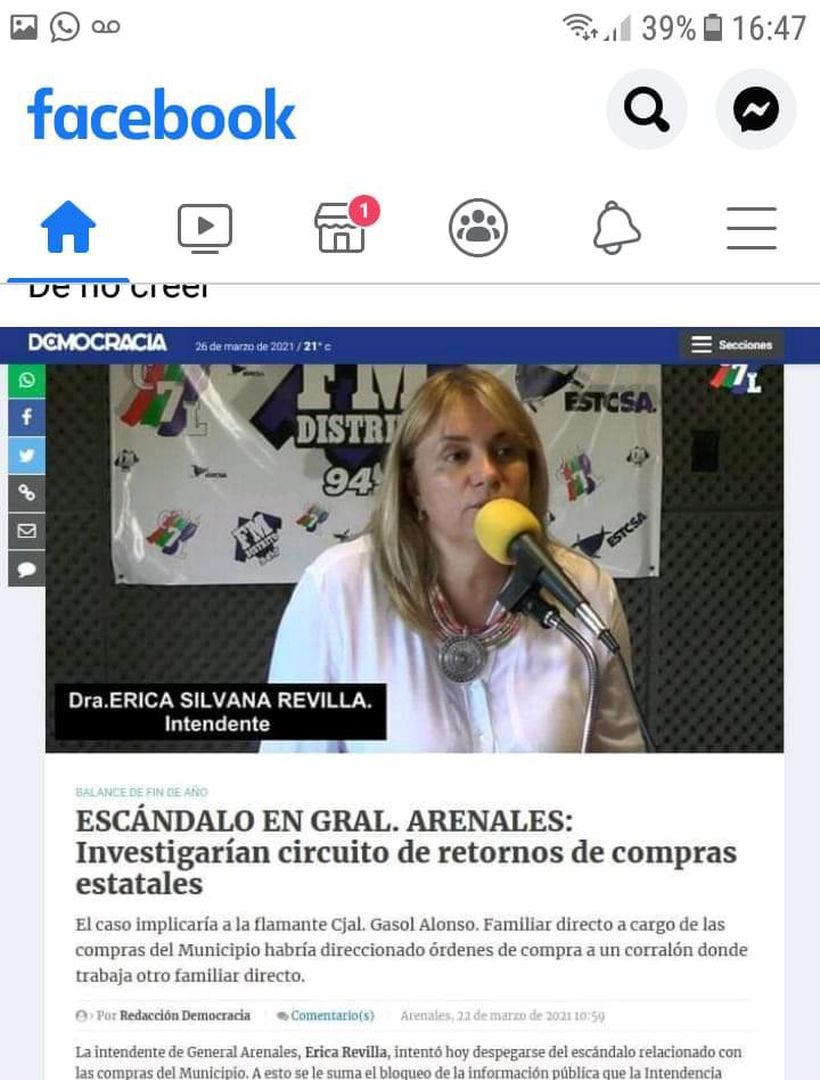 39% 16:47
facebook
1
De no creer
DEMOCRACIA 26 de marzo de 2021 / 21° c Secciones
FM
DISTRI
94
7L
ESTCSA.
FM
ESTCSA
Dra.ERICA SILVANA REVILLA.
Intendente
BALANCE DE FIN DE AÑO
ESCÁNDALO EN GRAL. ARENALES:
Investigarían circuito de retornos de compras
estatales
El caso implicaría a la flamante Cjal. Gasol Alonso. Familiar directo a cargo de las
compras del Municipio habría direccionado órdenes de compra a un corralón donde
trabaja otro familiar directo.
Por Redacción Democracia Comentario(s) Arenales, 22 de marzo de 2021 10:59
La intendente de General Arenales, Erica Revilla, intentó hoy despegarse del escándalo relacionado con
las compras del Municipio. A esto se le suma el bloqueo de la información pública que la Intendencia